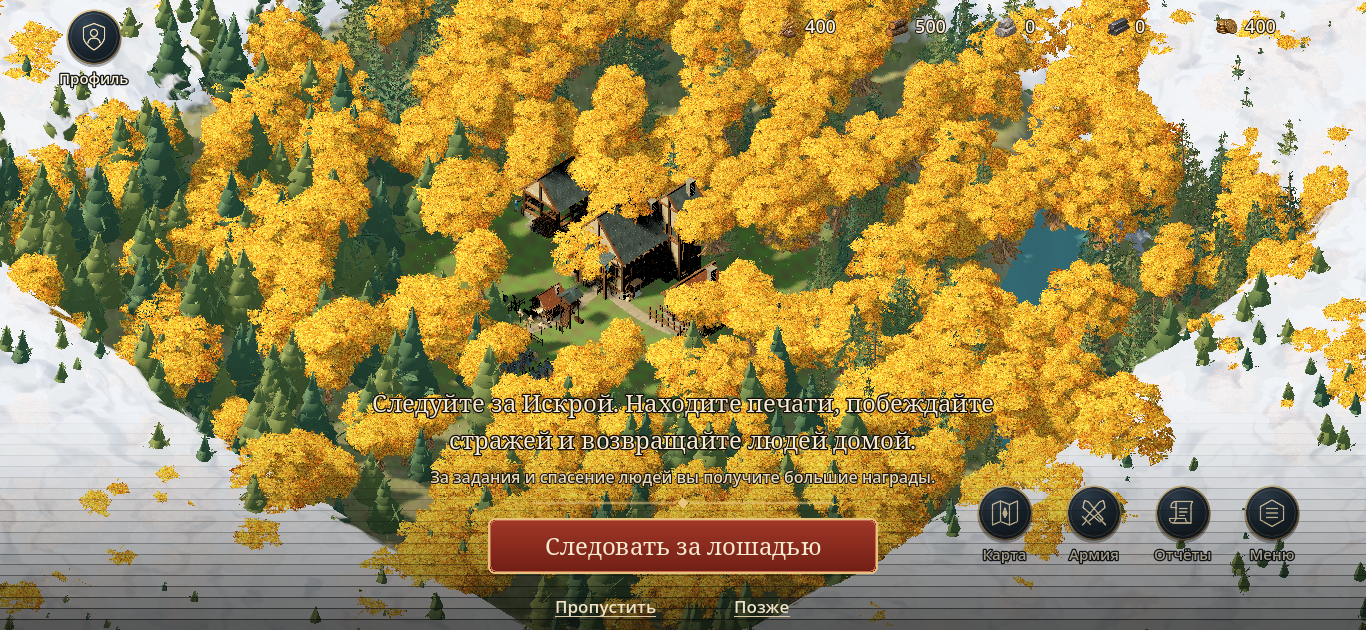 Профиль
400
500
0
0
400
Следуйте за Искрой. Находите печати, побеждайте
стражей и возвращайте людей домой.
За задания и спасение людей вы получите большие награды.
Следовать за лошадью
Пропустить
Позже
Карта
Армия
Отчёты
Меню